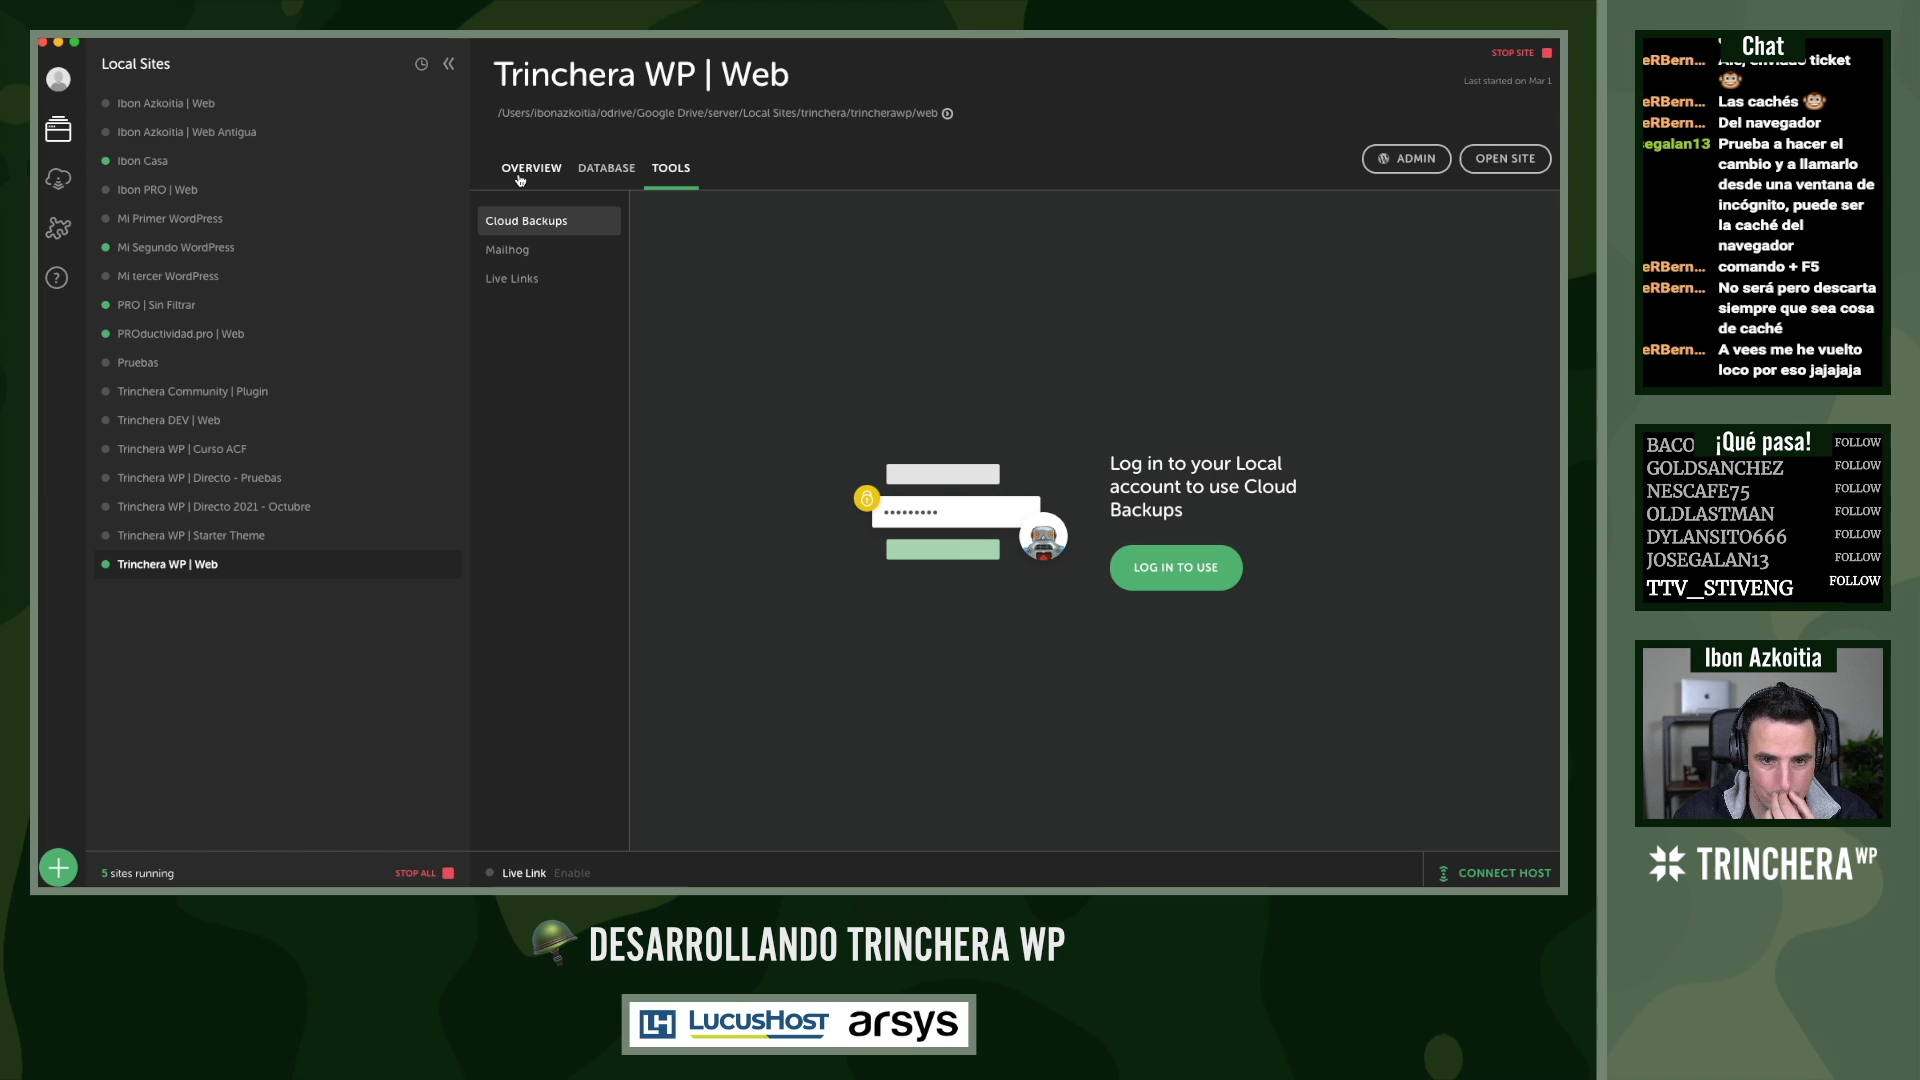 Local Sites
Ibon Azkoitia | Web
Ibon Azkoitia | Web Antigua
Ibon Casa
Ibon PRO | Web
Mi Primer WordPress
Mi Segundo WordPress
Mi tercer WordPress
PRO | Sin Filtrar
PROductividad.pro | Web
Pruebas
Trinchera Community | Plugin
Trinchera DEV | Web
Trinchera WP | Curso ACF
Trinchera WP | Directo - Pruebas
Trinchera WP | Directo 2021 - Octubre
Trinchera WP | Starter Theme
Trinchera WP | Web
5 sites running
STOP ALL
Trinchera WP | Web
/Users/ibonazkoitia/odrive/Google Drive/server/Local Sites/trinchera/trincherawp/web
STOP SITE
Last started on Mar 1
OVERVIEW DATABASE TOOLS
ADMIN
OPEN SITE
Cloud Backups
Mailhog
Live Links
Log in to your Local
account to use Cloud
Backups
LOG IN TO USE
Live Link Enable
CONNECT HOST
Chat
eRBern... ticket
eRBern... Las cachés
eRBern... Del navegador
segalan13 Prueba a hacer el
cambio y a llamarlo
desde una ventana de
incógnito, puede ser
la caché del
navegador
eRBern... comando + F5
eRBern... No será pero descarta
siempre que sea cosa
de caché
eRBern... A vees me he vuelto
loco por eso jajajaja
¡Qué pasa!
BACO FOLLOW
GOLDSANCHEZ FOLLOW
NESCAFE75 FOLLOW
OLDLASTMAN FOLLOW
DYLANSITO666 FOLLOW
JOSEGALAN13 FOLLOW
TTV_STIVENG FOLLOW
Ibon Azkoitia
TRINCHERA WP
DESARROLLANDO TRINCHERA WP
LH LUCUSHOST arsys